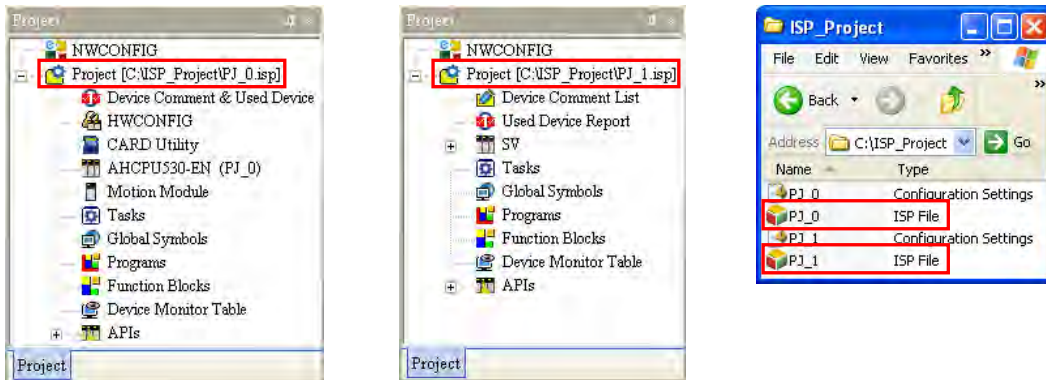 Project
NWCONFIG
Project [C:\ISP_Project\PJ_0.isp]
Device Comment & Used Device
HWCONFIG
CARD Utility
AHCPU530-EN (PJ_0)
Motion Module
Tasks
Global Symbols
Programs
Function Blocks
Device Monitor Table
APIs
Project
Project
NWCONFIG
Project [C:\ISP_Project\PJ_1.isp]
Device Comment List
Used Device Report
SV
Tasks
Global Symbols
Programs
Function Blocks
Device Monitor Table
APIs
Project
ISP_Project
File Edit View Favorites »
Back »
Address C:\ISP_Project Go
Name Type
PJ_0 Configuration Settings
PJ_0 ISP File
PJ_1 Configuration Settings
PJ_1 ISP File